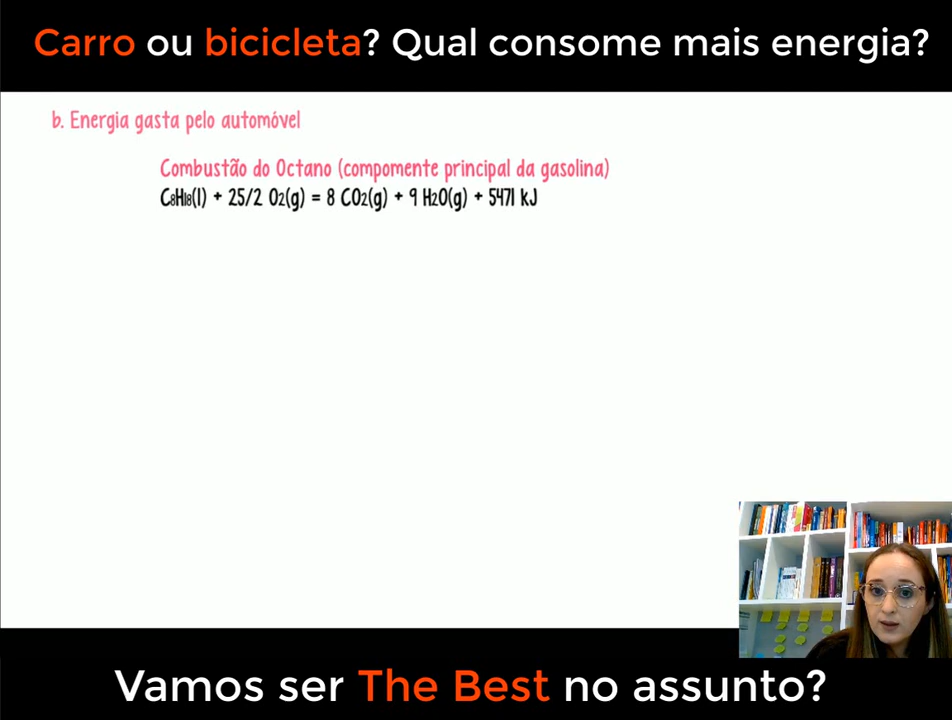 Carro ou bicicleta? Qual consome mais energia?
b. Energia gasta pelo automóvel
Combustão do Octano (compomente principal da gasolina)
C8H18(l) + 25/2 O2(g) = 8 CO2(g) + 9 H2O(g) + 5471 kJ
Vamos ser The Best no assunto?